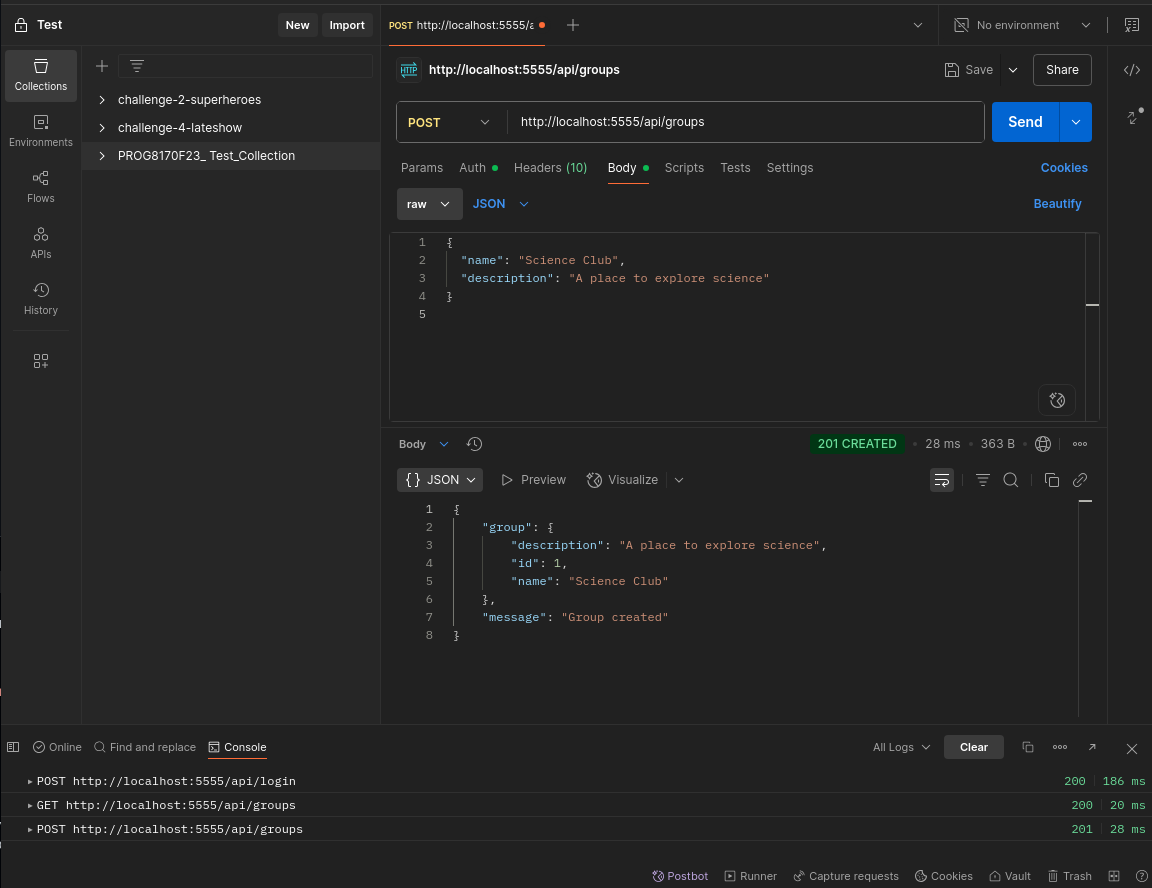 Test
New
Import
POST http://localhost:5555/a
No environment
Collections
Environments
Flows
APIs
History
challenge-2-superheroes
challenge-4-lateshow
PROG8170F23_ Test_Collection
HTTP
http://localhost:5555/api/groups
Save
Share
POST
http://localhost:5555/api/groups
Send
Params
Auth
Headers (10)
Body
Scripts
Tests
Settings
Cookies
raw
JSON
Beautify
1 {
2 "name": "Science Club",
3 "description": "A place to explore science"
4 }
5
Body
201 CREATED
28 ms
363 B
{} JSON
Preview
Visualize
1 {
2 "group": {
3 "description": "A place to explore science",
4 "id": 1,
5 "name": "Science Club"
6 },
7 "message": "Group created"
8 }
Online
Find and replace
Console
All Logs
Clear
POST http://localhost:5555/api/login 200 186 ms
GET http://localhost:5555/api/groups 200 20 ms
POST http://localhost:5555/api/groups 201 28 ms
Postbot
Runner
Capture requests
Cookies
Vault
Trash